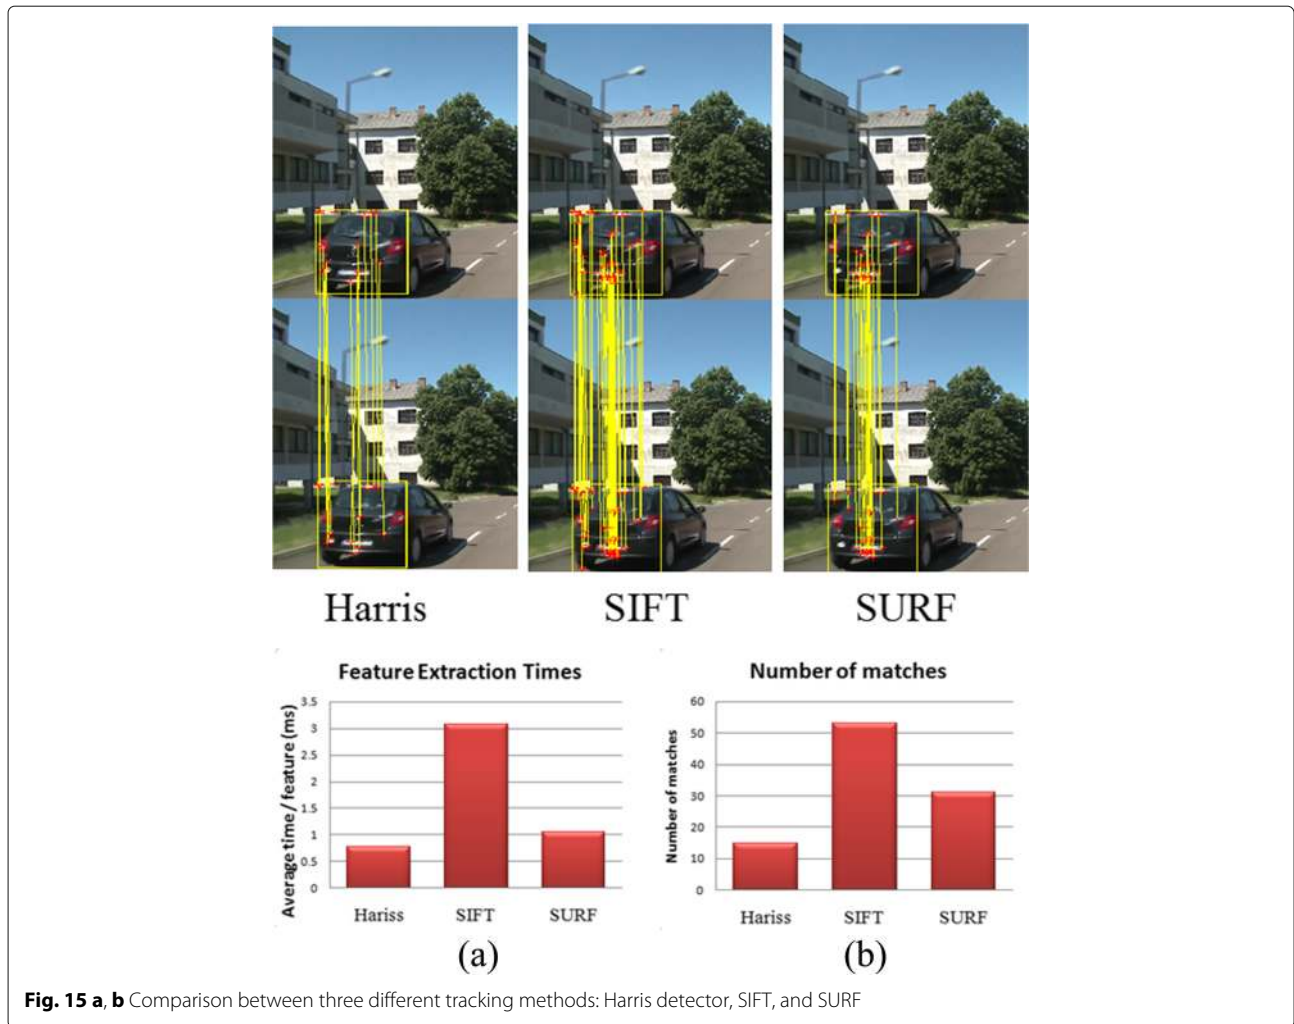 Harris SIFT SURF
Feature Extraction Times
Average time / feature (ms)
3.5
3
2.5
2
1.5
1
0.5
0
Hariss SIFT SURF
(a)
Number of matches
Number of matches
60
50
40
30
20
10
0
Hariss SIFT SURF
(b)
Fig. 15 a, b Comparison between three different tracking methods: Harris detector, SIFT, and SURF